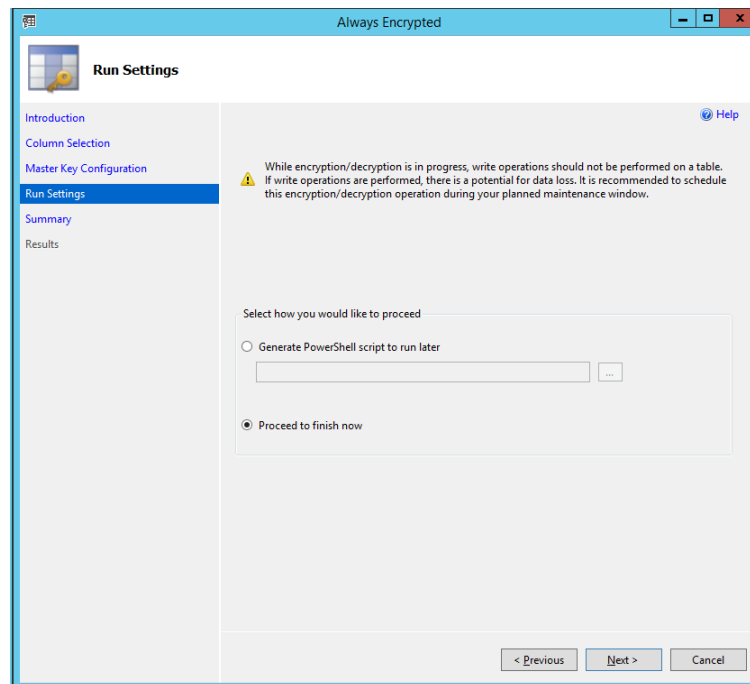 Always Encrypted
Run Settings
Help
Introduction
Column Selection
Master Key Configuration
Run Settings
Summary
Results
While encryption/decryption is in progress, write operations should not be performed on a table.
If write operations are performed, there is a potential for data loss. It is recommended to schedule
this encryption/decryption operation during your planned maintenance window.
Select how you would like to proceed
Generate PowerShell script to run later
...
Proceed to finish now
< Previous
Next >
Cancel